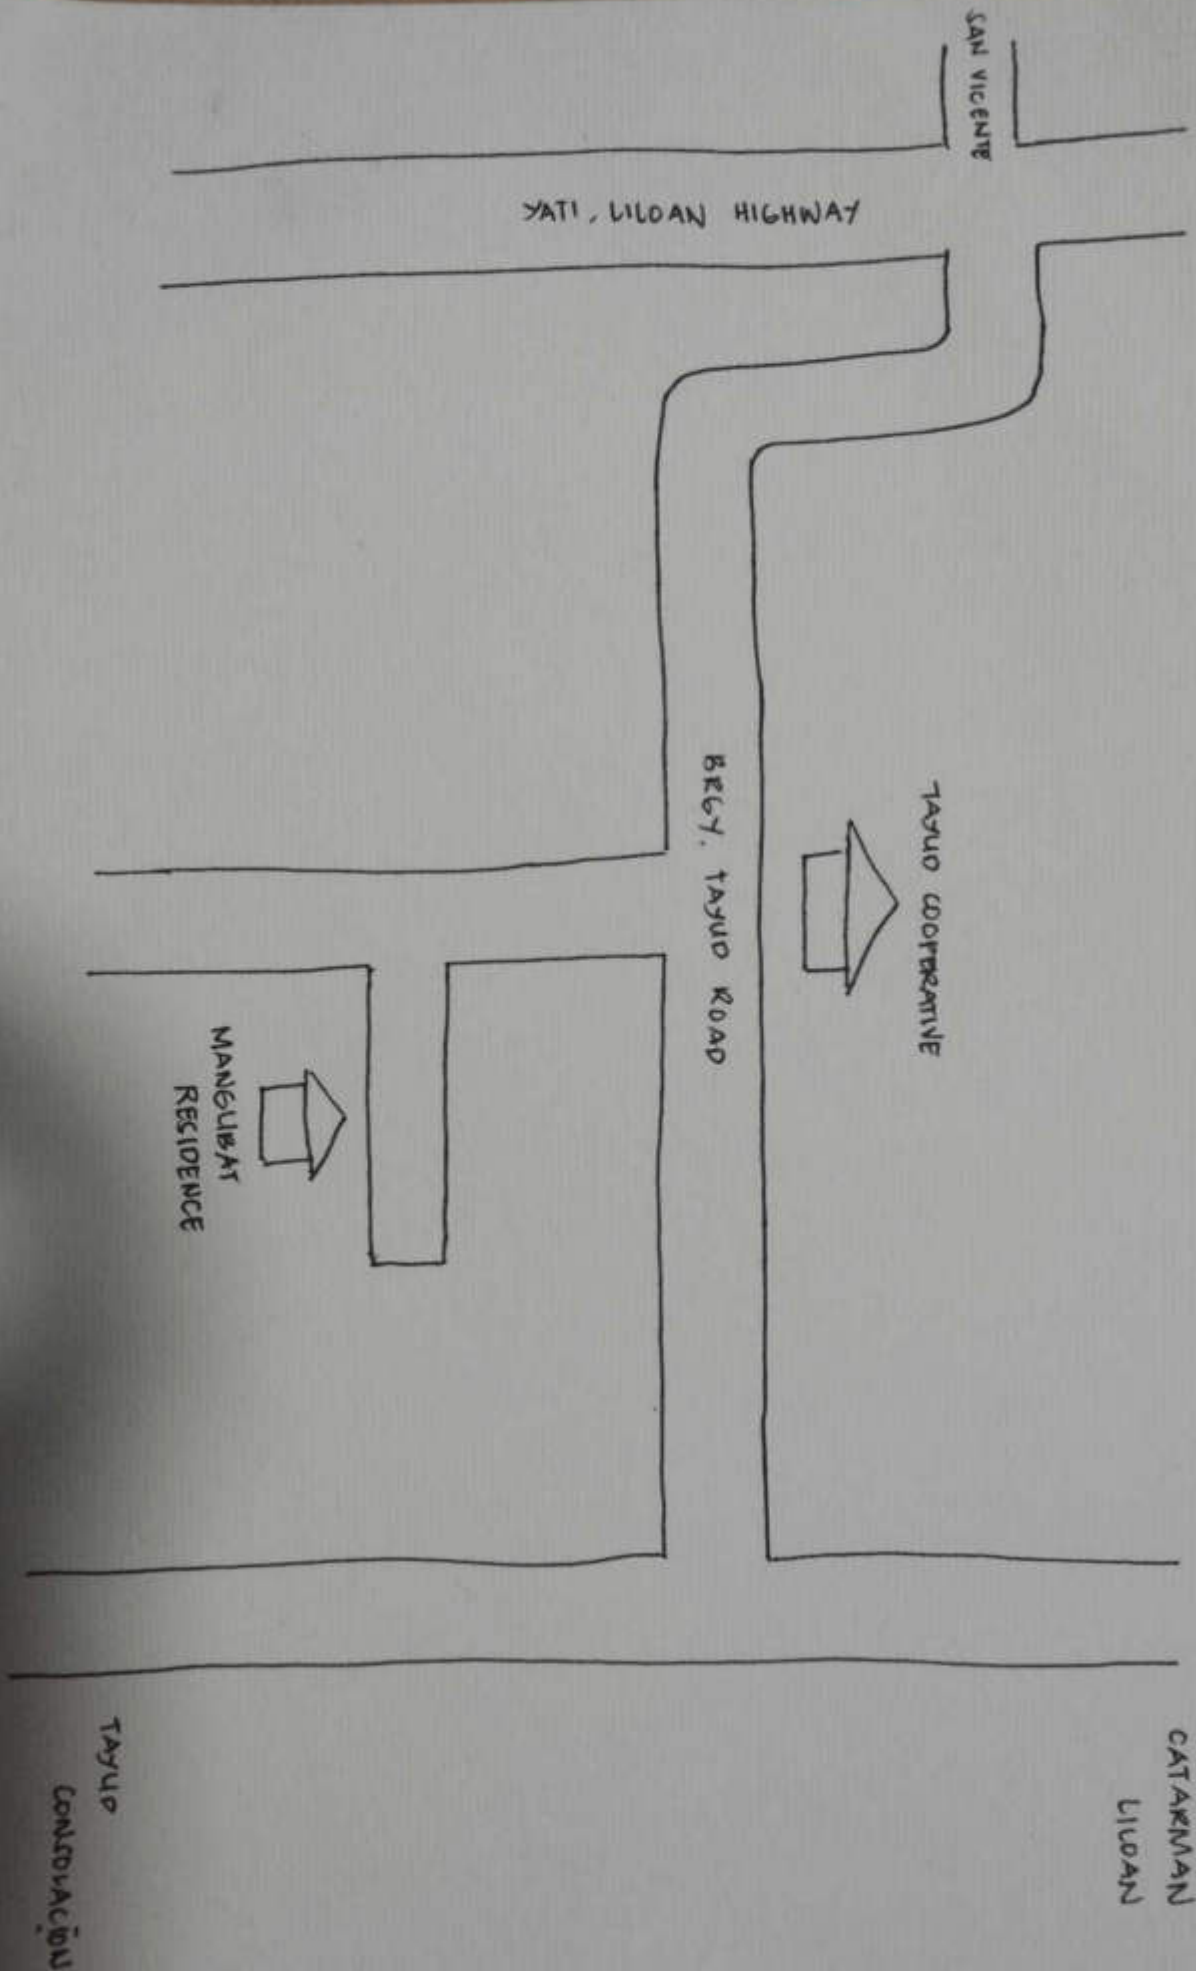 SAN VICENTE
YATI, LILOAN HIGHWAY
TAYUD COOPERATIVE
BRGY. TAYUD ROAD
MANGUBAT
RESIDENCE
CATARMAN
LILOAN
TAYUD
CONSOLACION